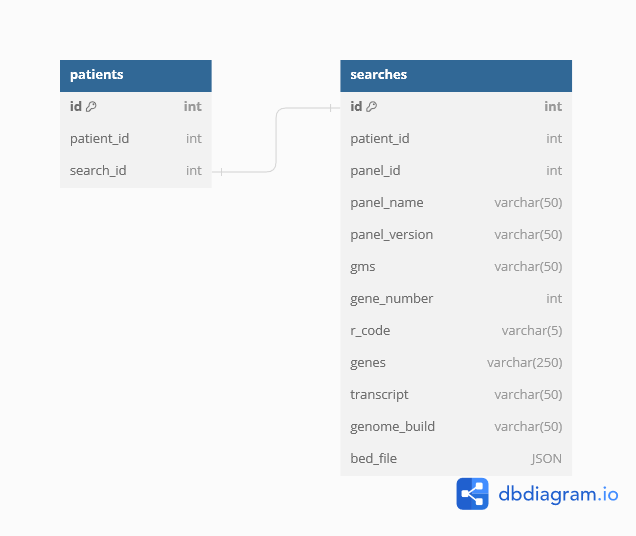 patients
id int
patient_id int
search_id int
searches
id int
patient_id int
panel_id int
panel_name varchar(50)
panel_version varchar(50)
gms varchar(50)
gene_number int
r_code varchar(5)
genes varchar(250)
transcript varchar(50)
genome_build varchar(50)
bed_file JSON
dbdiagram.io